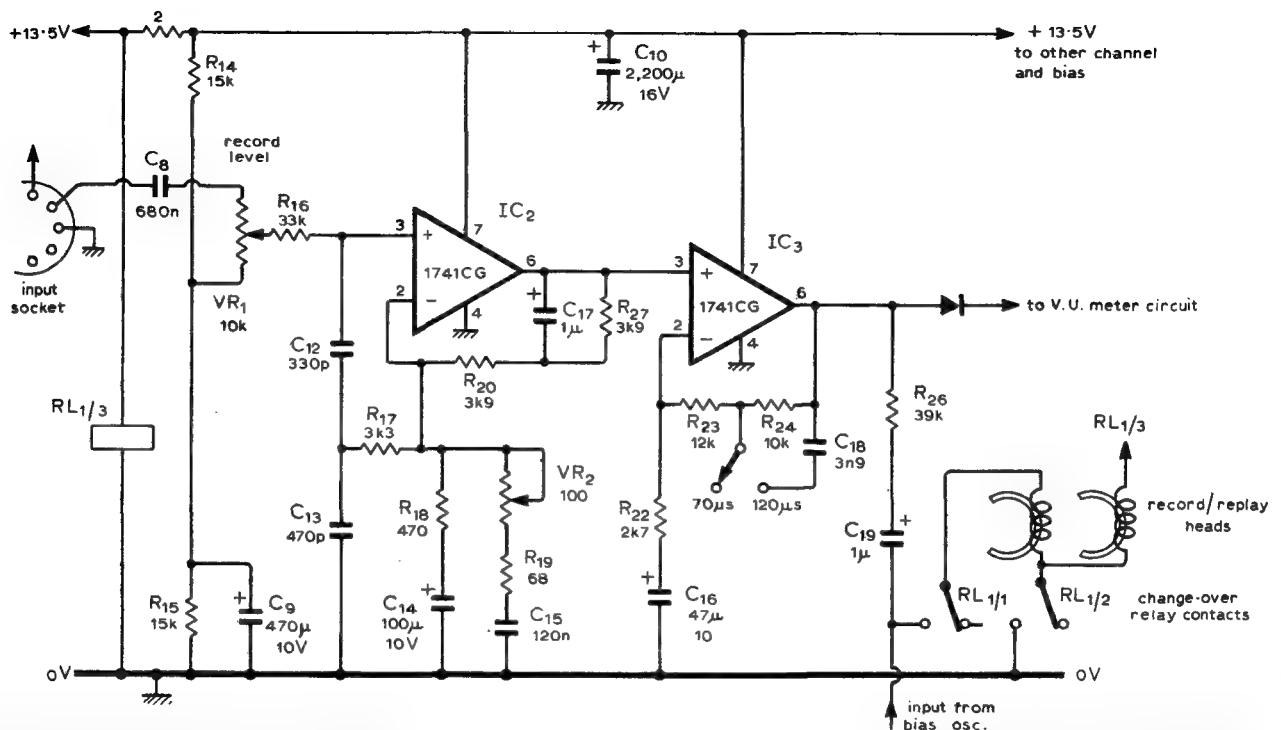 +13·5V
2
R14
15k
C10
2,200µ
16V
+
+ 13·5V
to other channel
and bias
record
level
C8
680n
R16
33k
IC2
3
+
7
1741CG
6
2
−
4
IC3
3
+
7
1741CG
6
2
−
4
to V.U. meter circuit
input
socket
VR1
10k
+
C17
1µ
R27
3k9
C12
330p
R20
3k9
RL1/3
R17
3k3
VR2
100
R23
12k
R24
10k
C18
3n9
70µs
120µs
R26
39k
RL1/3
record/replay
heads
C13
470p
R18
470
R22
2k7
R19
68
C19
1µ
+
R15
15k
+
C9
470µ
10V
+
C14
100µ
10V
C15
120n
+
C16
47µ
10
RL1/1
RL1/2
change-over
relay contacts
0V
0V
input from
bias osc.